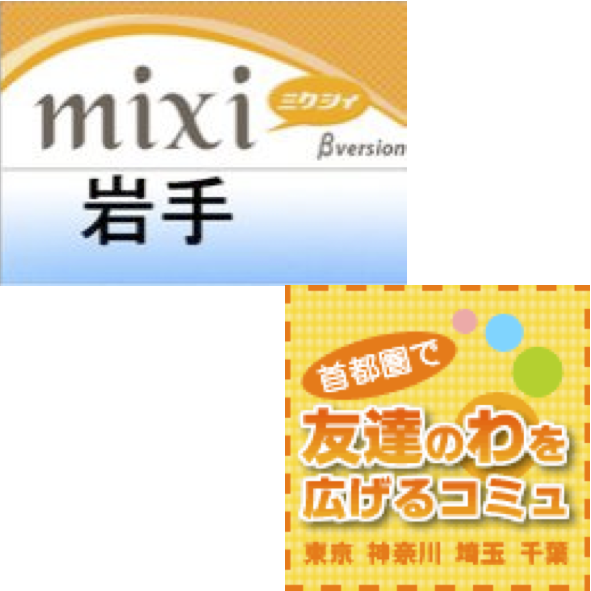 mixi ミクシィ
βversion
岩手
首都圏で
友達のわを
広げるコミュ
東京 神奈川 埼玉 千葉